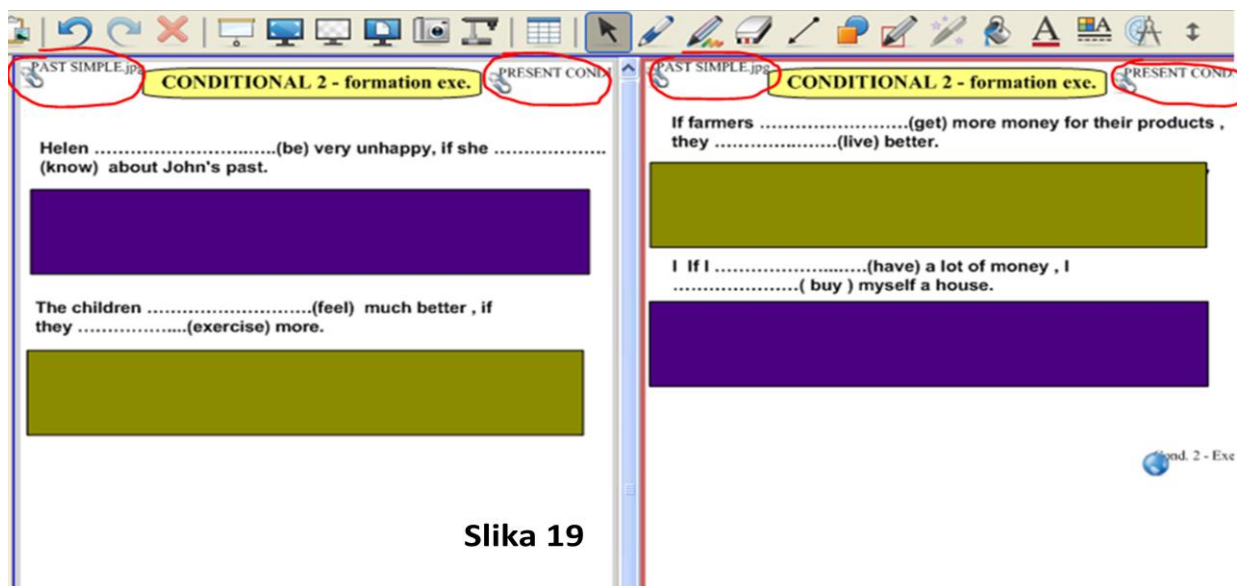 PAST SIMPLE.jpg
CONDITIONAL 2 - formation exe.
PRESENT COND
Helen ………………………..…..(be) very unhappy, if she ……………….
(know) about John's past.
The children ……………………….(feel) much better , if
they ……………....(exercise) more.
Slika 19
PAST SIMPLE.jpg
CONDITIONAL 2 - formation exe.
PRESENT COND
If farmers …………………….(get) more money for their products ,
they …………..…….(live) better.
I If I ………………....….(have) a lot of money , I
…………………( buy ) myself a house.
ond. 2 - Exe